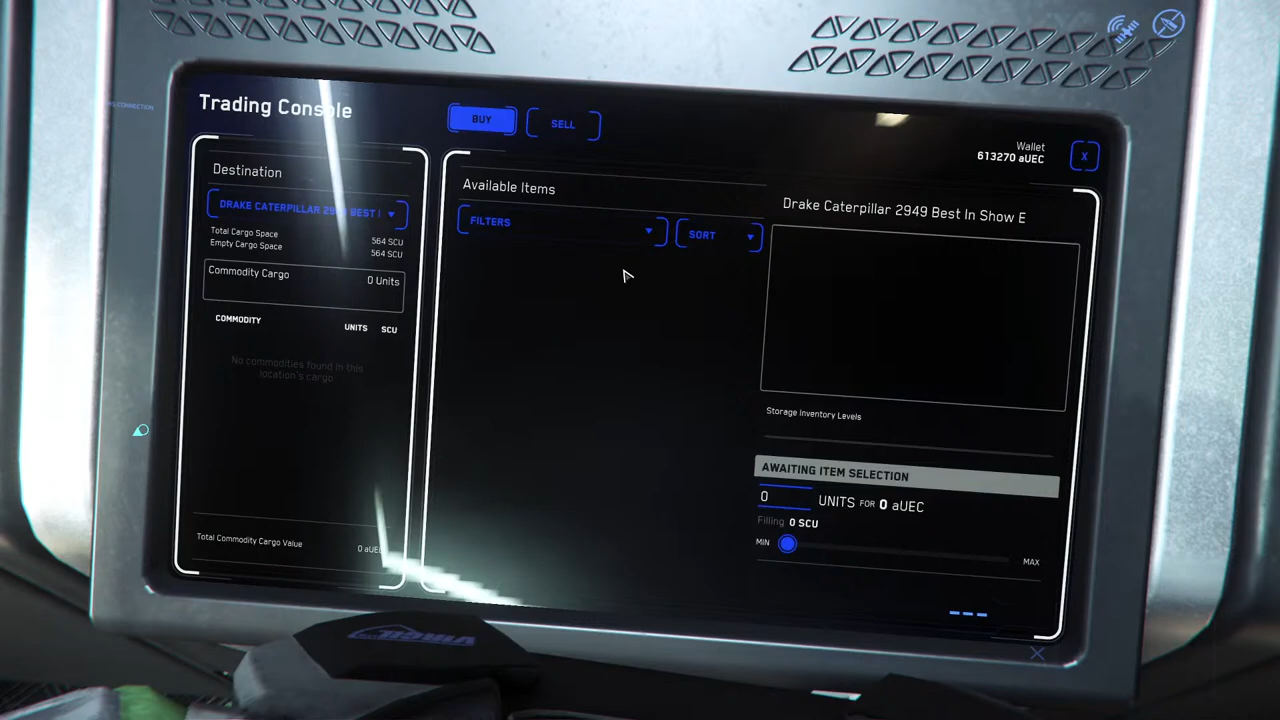 Trading Console
BUY
SELL
Wallet
613270 aUEC
X
Destination
DRAKE CATERPILLAR 2949 BEST I
Total Cargo Space
564 SCU
Empty Cargo Space
564 SCU
Commodity Cargo
0 Units
COMMODITY
UNITS
SCU
No commodities found in this
location's cargo
Total Commodity Cargo Value
0 aUEC
Available Items
FILTERS
SORT
Drake Caterpillar 2949 Best In Show E
Storage Inventory Levels
AWAITING ITEM SELECTION
0 UNITS FOR 0 aUEC
Filling 0 SCU
MIN
MAX